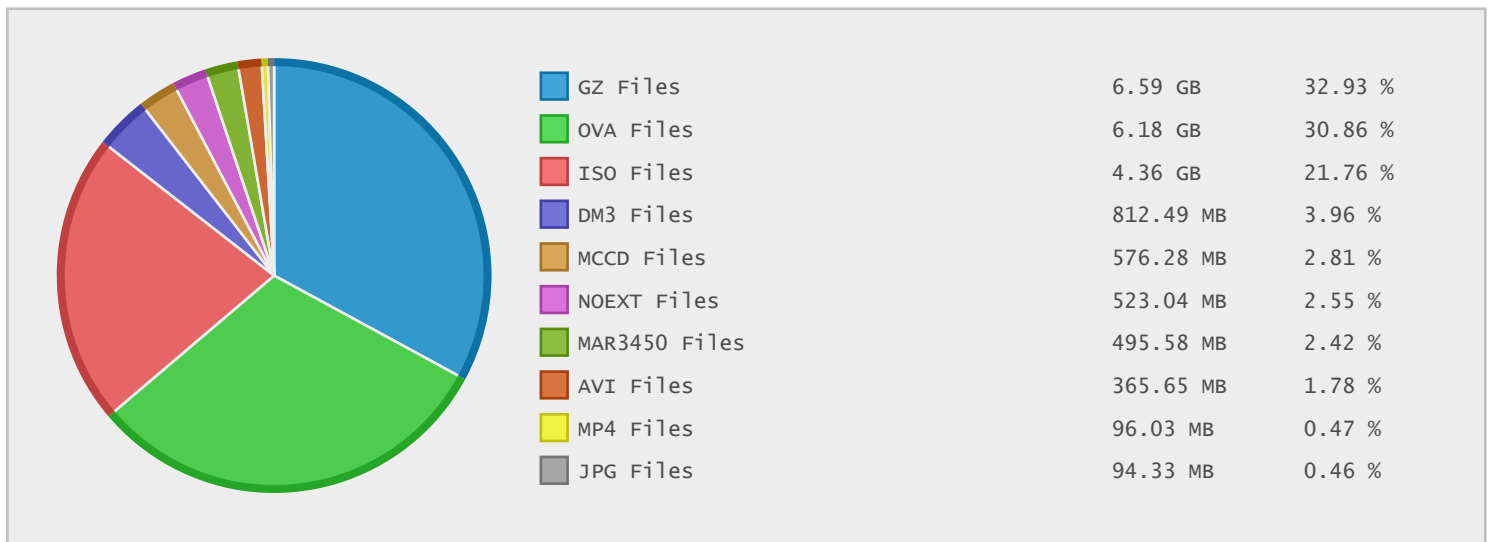 GZ Files 6.59 GB 32.93 %
OVA Files 6.18 GB 30.86 %
ISO Files 4.36 GB 21.76 %
DM3 Files 812.49 MB 3.96 %
MCCD Files 576.28 MB 2.81 %
NOEXT Files 523.04 MB 2.55 %
MAR3450 Files 495.58 MB 2.42 %
AVI Files 365.65 MB 1.78 %
MP4 Files 96.03 MB 0.47 %
JPG Files 94.33 MB 0.46 %